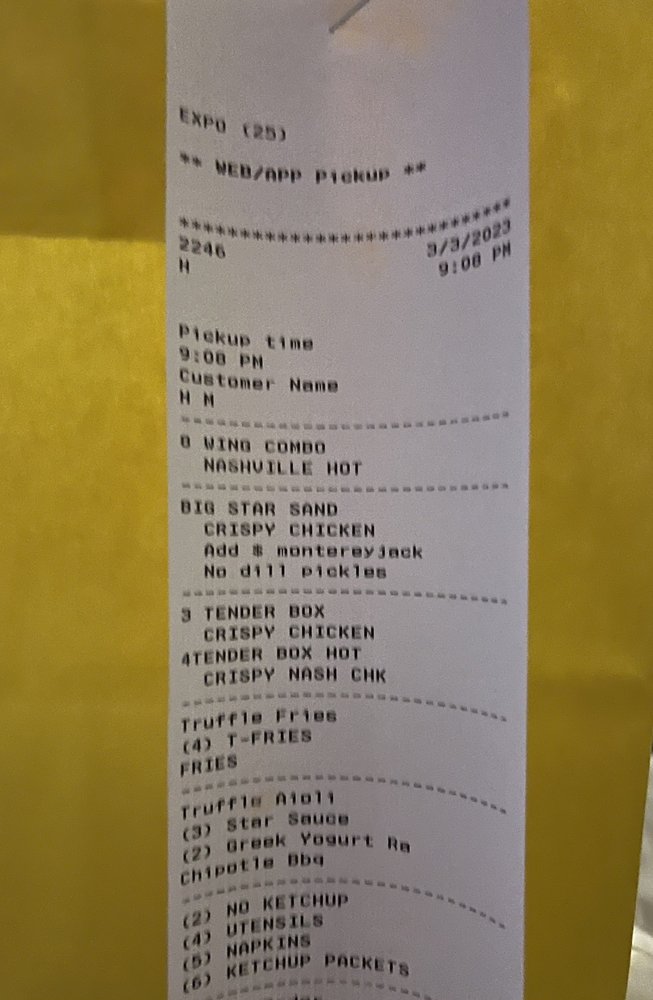 EXPO (25)
** WEB/APP Pickup **
****************************
2246 3/3/2023
H 9:08 PM
Pickup time
9:08 PM
Customer Name
H M
----------------------------
8 WING COMBO
NASHVILLE HOT
----------------------------
BIG STAR SAND
CRISPY CHICKEN
Add $ montereyjack
No dill pickles
----------------------------
3 TENDER BOX
CRISPY CHICKEN
4TENDER BOX HOT
CRISPY NASH CHK
----------------------------
Truffle Fries
(4) T-FRIES
FRIES
----------------------------
Truffle Aioli
(3) Star Sauce
(2) Greek Yogurt Ra
Chipotle Bbq
----------------------------
(2) NO KETCHUP
(4) UTENSILS
(5) NAPKINS
(6) KETCHUP PACKETS
----------------------------